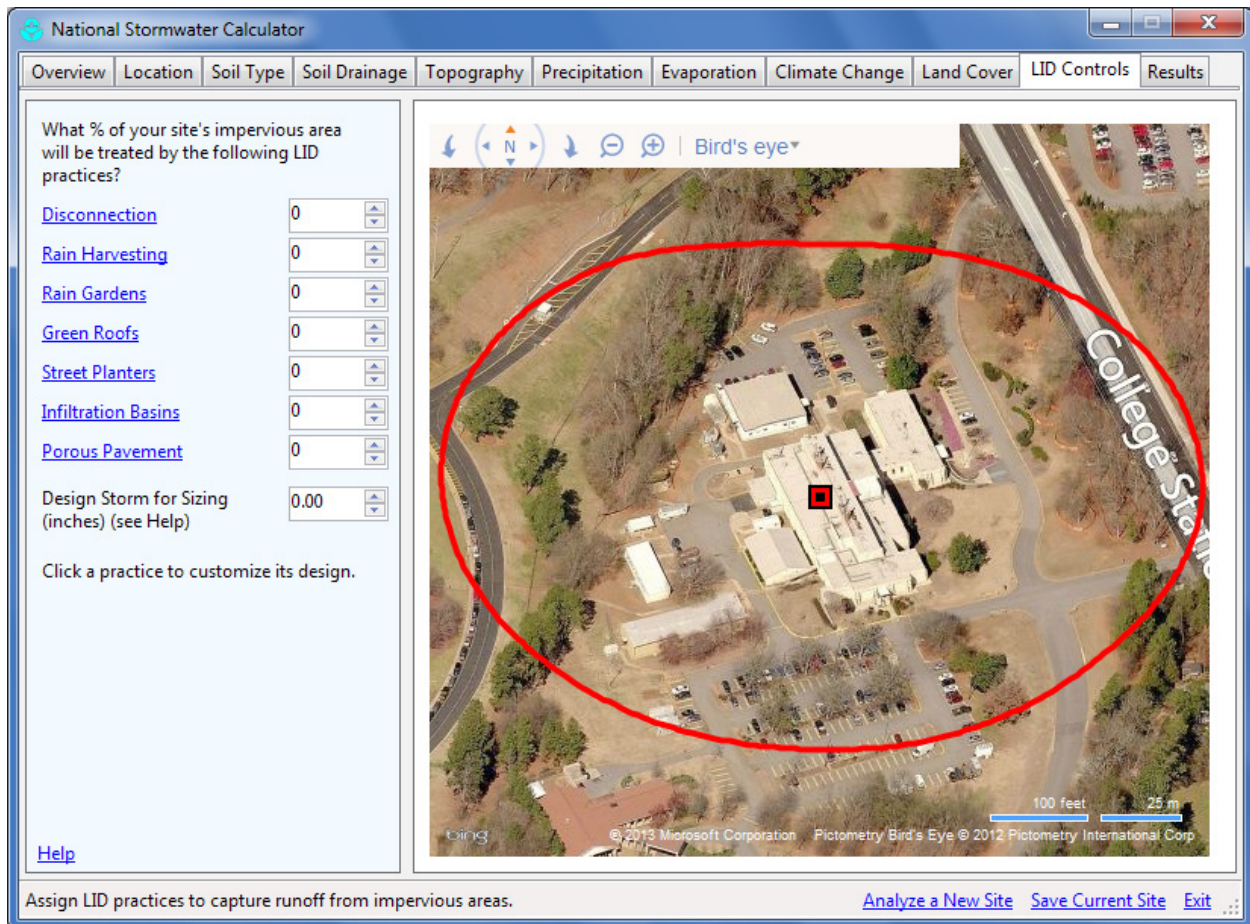 National Stormwater Calculator
Overview Location Soil Type Soil Drainage Topography Precipitation Evaporation Climate Change Land Cover LID Controls Results
What % of your site's impervious area
will be treated by the following LID
practices?
Disconnection 0
Rain Harvesting 0
Rain Gardens 0
Green Roofs 0
Street Planters 0
Infiltration Basins 0
Porous Pavement 0
Design Storm for Sizing
(inches) (see Help) 0.00
Click a practice to customize its design.
Help
N Bird's eye
College Statio
100 feet 25 m
bing © 2013 Microsoft Corporation Pictometry Bird's Eye © 2012 Pictometry International Corp
Assign LID practices to capture runoff from impervious areas. Analyze a New Site Save Current Site Exit